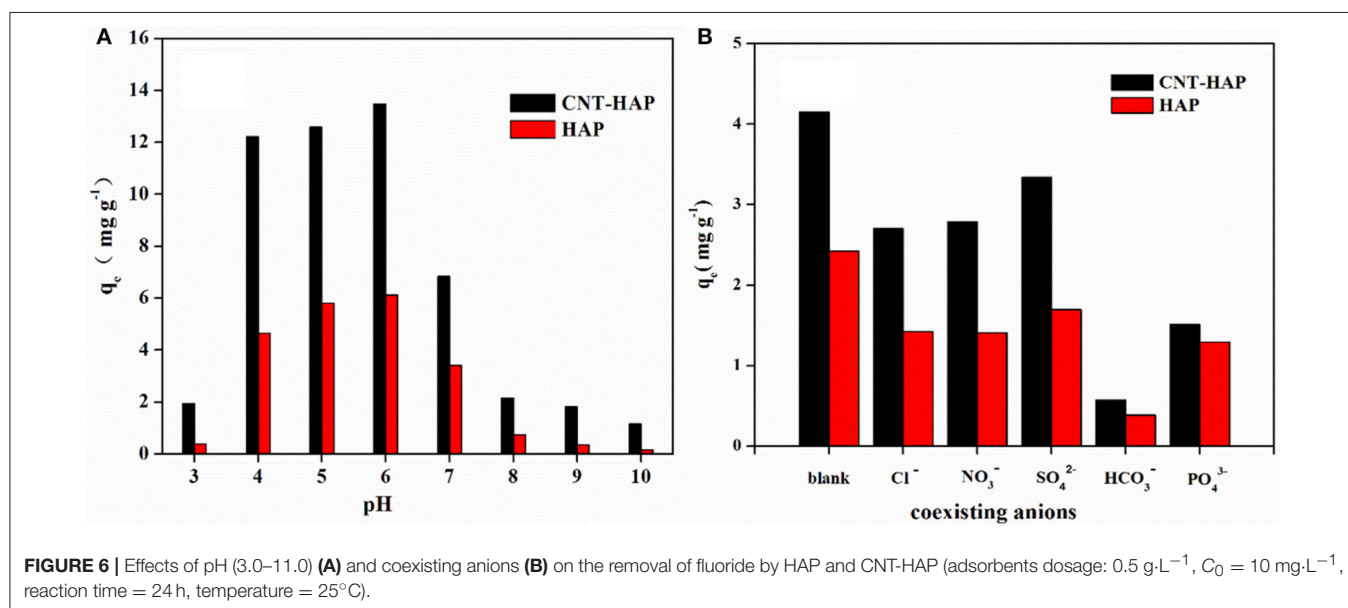 A
16
14
12
10
8
6
4
2
0
q_e ( mg g⁻¹)
CNT-HAP
HAP
3 4 5 6 7 8 9 10
pH
B
5
4
3
2
1
0
q_e( mg g⁻¹)
CNT-HAP
HAP
blank Cl⁻ NO₃⁻ SO₄²⁻ HCO₃⁻ PO₄³⁻
coexisting anions
FIGURE 6 | Effects of pH (3.0–11.0) (A) and coexisting anions (B) on the removal of fluoride by HAP and CNT-HAP (adsorbents dosage: 0.5 g·L⁻¹, C₀ = 10 mg·L⁻¹,
reaction time = 24 h, temperature = 25°C).